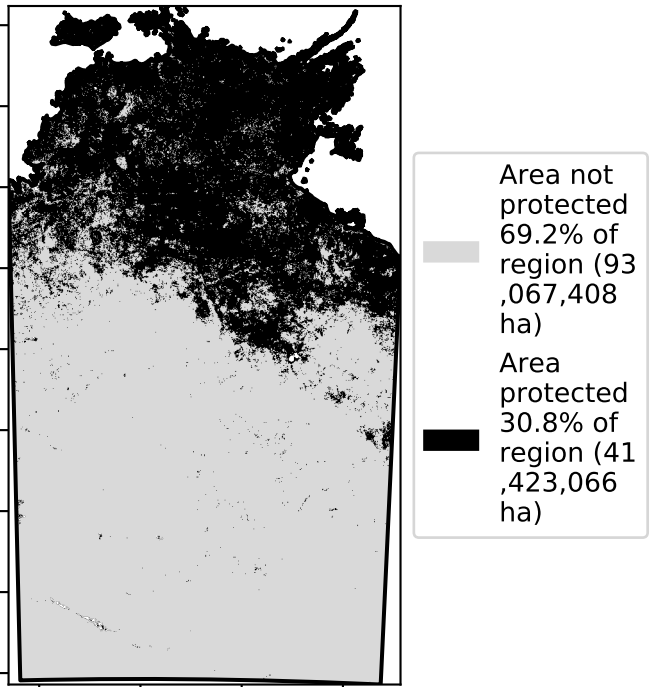 Area not
protected
69.2% of
region (93
,067,408
ha)
Area
protected
30.8% of
region (41
,423,066
ha)